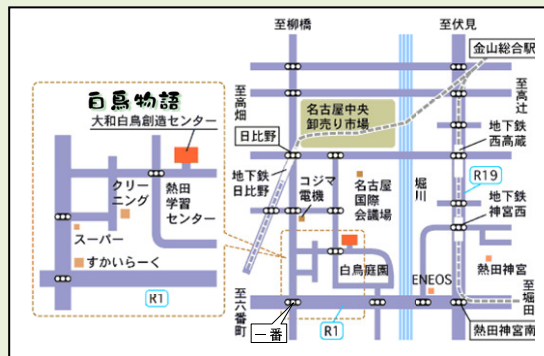 白鳥物語
大和白鳥創造センター
クリー
ニング
熱田
学習
センター
スーパー
すかいらーく
R1
至柳橋
至伏見
金山総合駅
至高畑
至高辻
名古屋中央
卸売り市場
日比野
地下鉄
日比野
コジマ
電機
名古屋
国際
会議場
堀川
地下鉄
西高蔵
R19
地下鉄
神宮西
白鳥庭園
ENEOS
熱田神宮
至六番町
一番
R1
至堀田
熱田神宮南